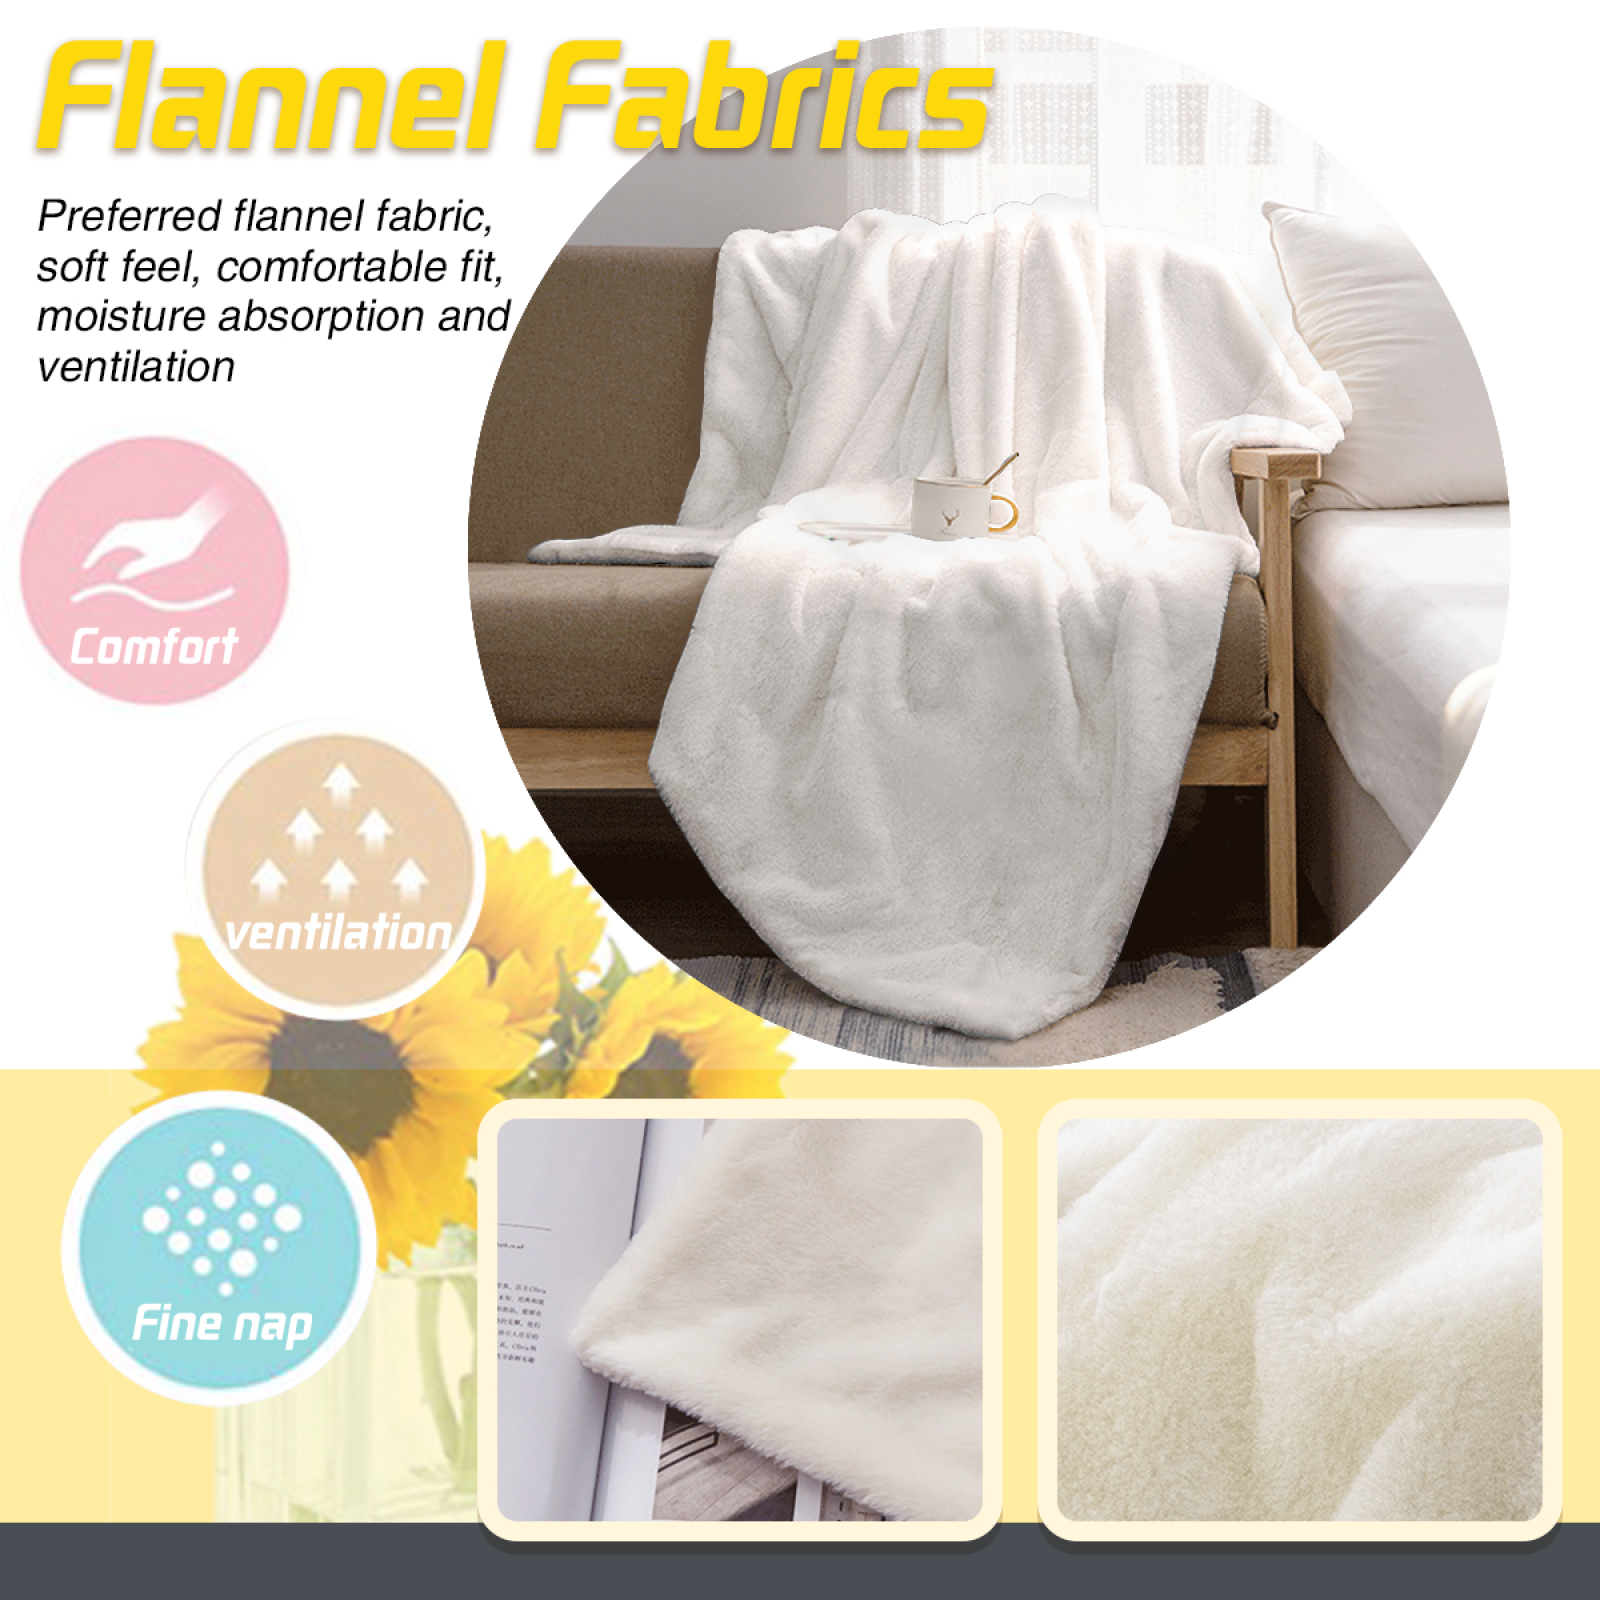 Flannel Fabrics
Preferred flannel fabric,
soft feel, comfortable fit,
moisture absorption and
ventilation
Comfort
ventilation
Fine nap